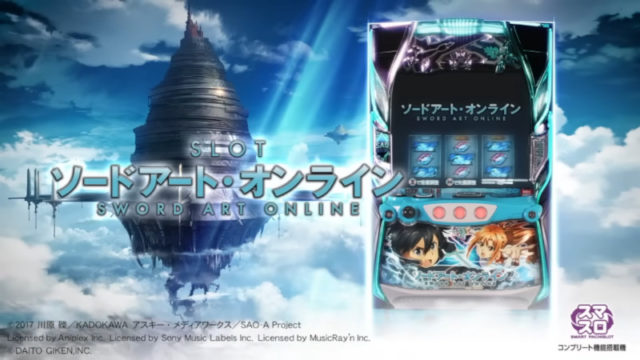 SLOT
ソードアート・オンライン
SWORD ART ONLINE
ソードアート・オンライン
SWORD ART ONLINE
©2017 川原 礫/KADOKAWA アスキー・メディアワークス/SAO-A Project
Licensed by Aniplex Inc. Licensed by Sony Music Labels Inc. Licensed by MusicRay'n Inc.
©DAITO GIKEN,INC.
スマスロ
SMART PACHISLOT
コンプリート機能搭載機